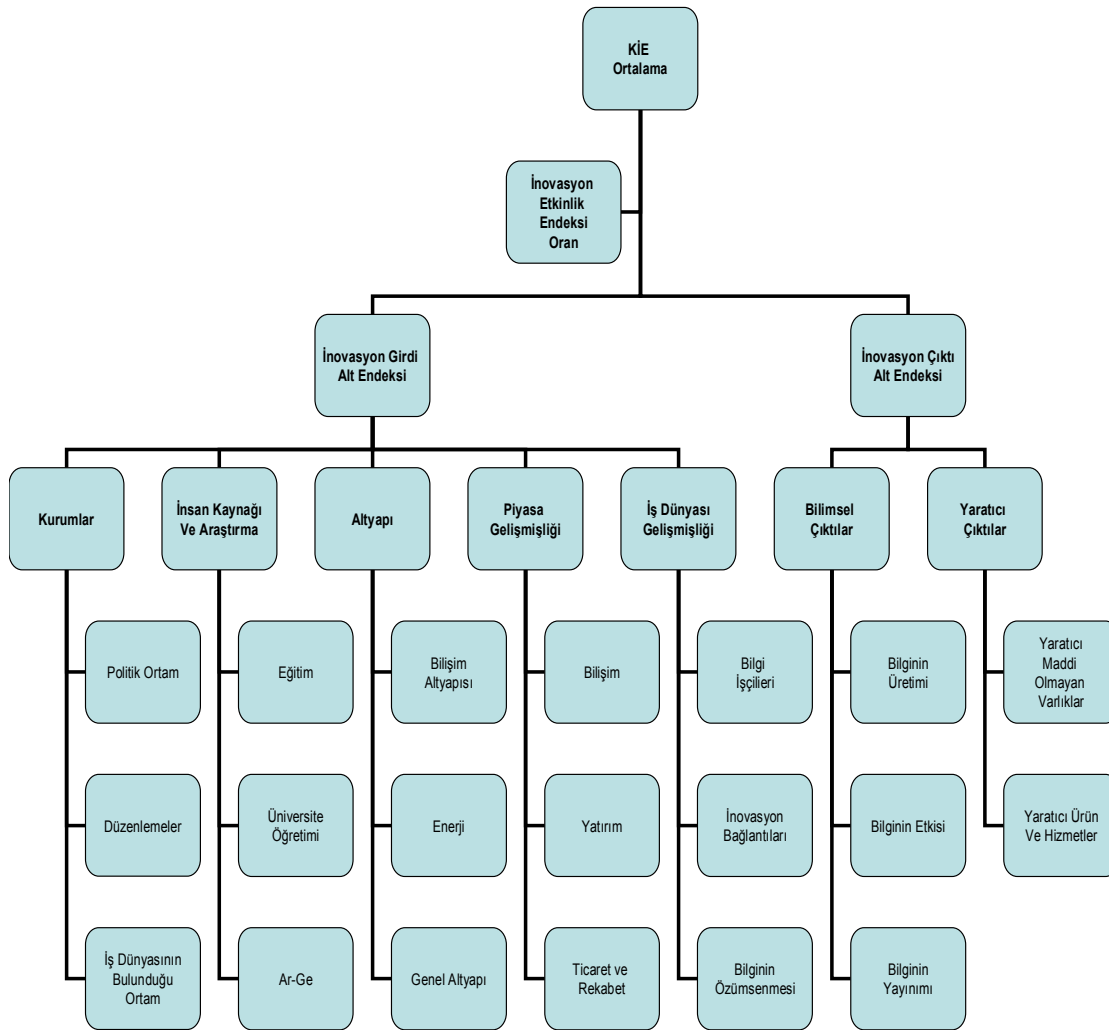 KİE
Ortalama
İnovasyon
Etkinlik
Endeksi
Oran
İnovasyon Girdi
Alt Endeksi
İnovasyon Çıktı
Alt Endeksi
Kurumlar
İnsan Kaynağı
Ve Araştırma
Altyapı
Piyasa
Gelişmişliği
İş Dünyası
Gelişmişliği
Bilimsel
Çıktılar
Yaratıcı
Çıktılar
Politik Ortam
Eğitim
Bilişim
Altyapısı
Bilişim
Bilgi
İşçilieri
Bilginin
Üretimi
Yaratıcı
Maddi
Olmayan
Varlıklar
Düzenlemeler
Üniversite
Öğretimi
Enerji
Yatırım
İnovasyon
Bağlantıları
Bilginin Etkisi
Yaratıcı Ürün
Ve Hizmetler
İş Dünyasının
Bulunduğu
Ortam
Ar-Ge
Genel Altyapı
Ticaret ve
Rekabet
Bilginin
Özümsenmesi
Bilginin
Yayınımı